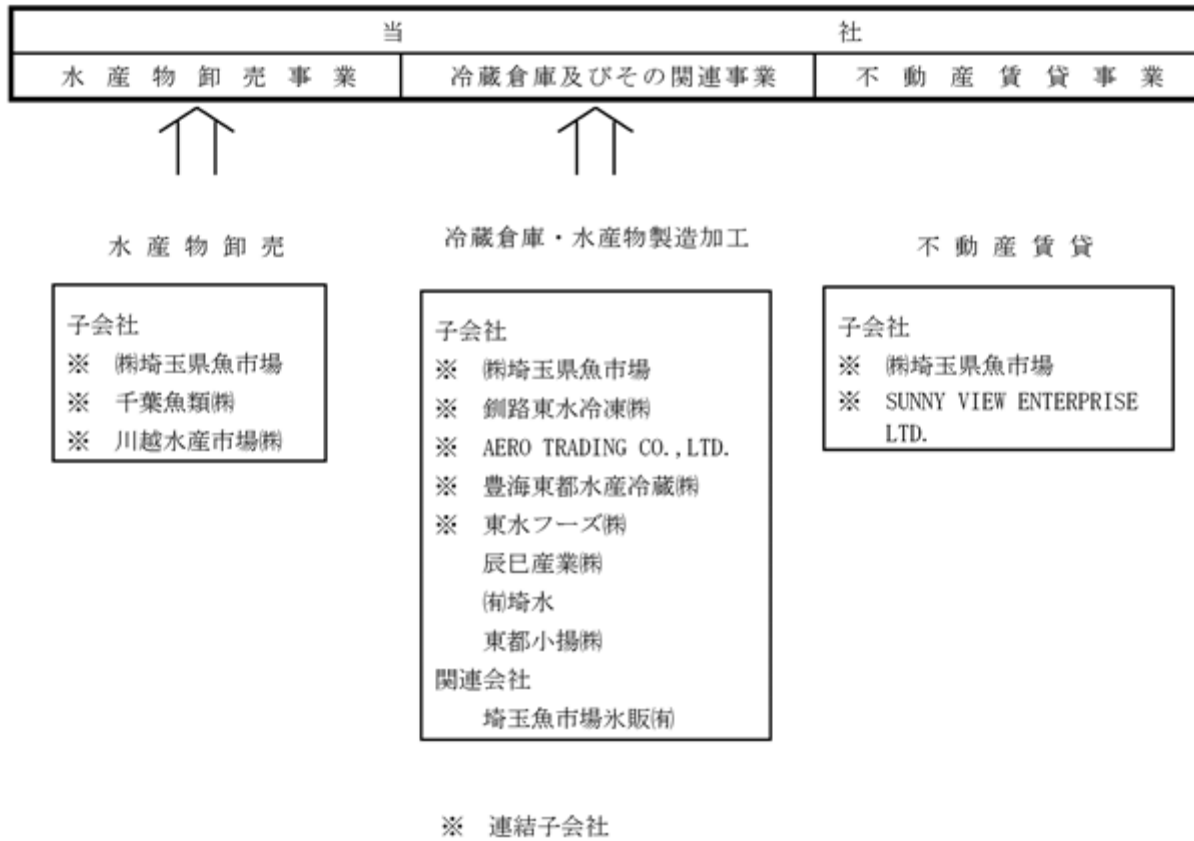 当社
水産物卸売事業
冷蔵倉庫及びその関連事業
不動産賃貸事業
水産物卸売
子会社
※ ㈱埼玉県魚市場
※ 千葉魚類㈱
※ 川越水産市場㈱
冷蔵倉庫・水産物製造加工
子会社
※ ㈱埼玉県魚市場
※ 釧路東水冷凍㈱
※ AERO TRADING CO.,LTD.
※ 豊海東都水産冷蔵㈱
※ 東水フーズ㈱
辰巳産業㈱
㈲埼水
東都小揚㈱
関連会社
埼玉魚市場氷販㈲
不動産賃貸
子会社
※ ㈱埼玉県魚市場
※ SUNNY VIEW ENTERPRISE
LTD.
※ 連結子会社